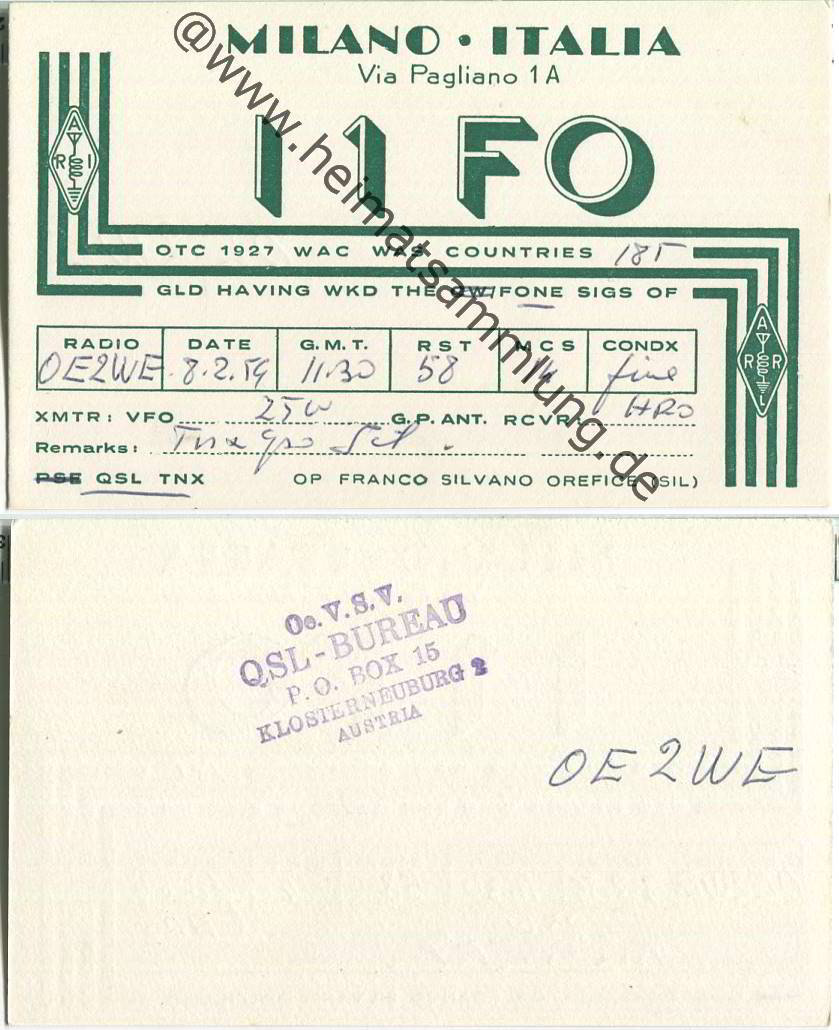 MILANO • ITALIA
Via Pagliano 1 A
I1FO
A R I
OTC 1927 WAC WAS COUNTRIES 185
GLD HAVING WKD THE CW/FONE SIGS OF
A R R L
RADIO DATE G.M.T. RST MCS CONDX
OE2WE 8.2.59 11.30 58 14 fine
XMTR: VFO 25W G.P. ANT. RCVR HRO
Remarks: Tnx qso
PSE QSL TNX OP FRANCO SILVANO OREFICE (SIL)
@www.heimatsammlung.de
Oe.V.S.V.
QSL-BUREAU
P.O. BOX 15
KLOSTERNEUBURG 2
AUSTRIA
OE2WE